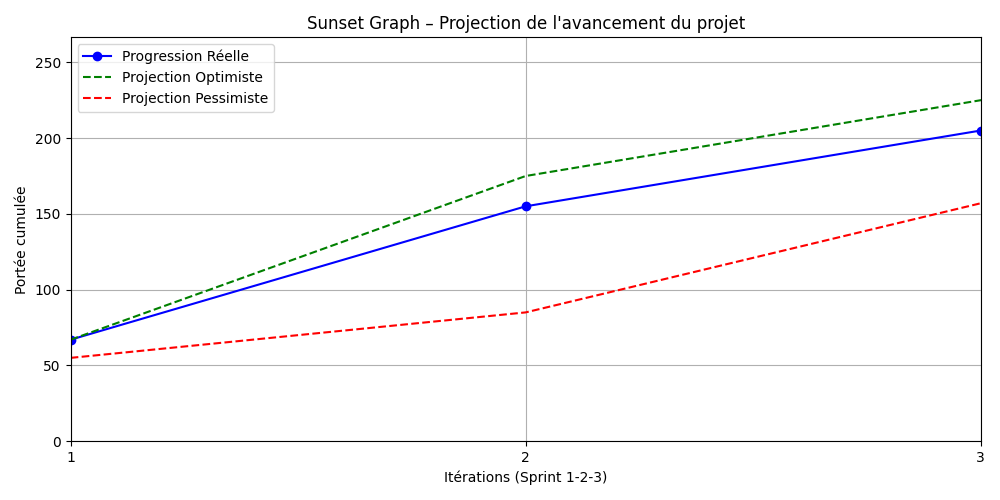 Sunset Graph – Projection de l'avancement du projet
Progression Réelle
Projection Optimiste
Projection Pessimiste
Portée cumulée
250
200
150
100
50
0
1
2
3
Itérations (Sprint 1-2-3)